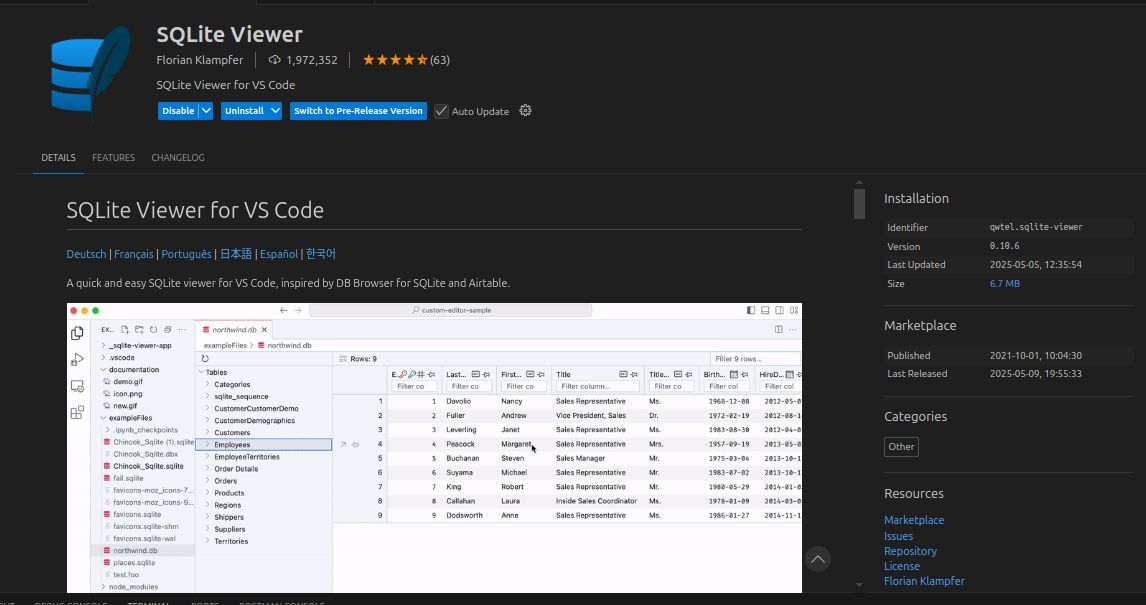 SQLite Viewer
Florian Klampfer 1,972,352 (63)
SQLite Viewer for VS Code
Disable Uninstall Switch to Pre-Release Version Auto Update
DETAILS FEATURES CHANGELOG
SQLite Viewer for VS Code
Deutsch | Français | Português | 日本語 | Español | 한국어
A quick and easy SQLite viewer for VS Code, inspired by DB Browser for SQLite and Airtable.
custom-editor-sample
EX...
_sqlite-viewer-app
.vscode
documentation
demo.gif
icon.png
new.gif
exampleFiles
.ipynb_checkpoints
Chinook_Sqlite (1).sqlite
Chinook_Sqlite.dbx
Chinook_Sqlite.sqlite
fail.sqlite
favicons-moz_icons-7...
favicons-moz_icons-9...
favicons.sqlite
favicons.sqlite-shm
favicons.sqlite-wal
northwind.db
places.sqlite
test.foo
node_modules
northwind.db
exampleFiles > northwind.db
Tables
Categories
sqlite_sequence
CustomerCustomerDemo
CustomerDemographics
Customers
Employees
EmployeeTerritories
Order Details
Orders
Products
Regions
Shippers
Suppliers
Territories
Rows: 9 Filter 9 rows...
E... Last... First... Title Title... Birth... HireD...
Filter co Filter co Filter co Filter column... Filter co Filter col Filter col
1 1 Davolio Nancy Sales Representative Ms. 1968-12-08 2012-05-0
2 2 Fuller Andrew Vice President, Sales Dr. 1972-02-19 2012-08-1
3 3 Leverling Janet Sales Representative Ms. 1983-08-30 2012-04-0
4 4 Peacock Margaret Sales Representative Mrs. 1957-09-19 2013-05-0
5 5 Buchanan Steven Sales Manager Mr. 1975-03-04 2013-10-1
6 6 Suyama Michael Sales Representative Mr. 1983-07-02 2013-10-1
7 7 King Robert Sales Representative Mr. 1980-05-29 2014-01-0
8 8 Callahan Laura Inside Sales Coordinator Ms. 1978-01-09 2014-03-0
9 9 Dodsworth Anne Sales Representative Ms. 1986-01-27 2014-11-1
Installation
Identifier qwtel.sqlite-viewer
Version 0.10.6
Last Updated 2025-05-05, 12:35:54
Size 6.7 MB
Marketplace
Published 2021-10-01, 10:04:30
Last Released 2025-05-09, 19:55:33
Categories
Other
Resources
Marketplace
Issues
Repository
License
Florian Klampfer
DEBUG CONSOLE TERMINAL PORTS POSTMAN CONSOLE